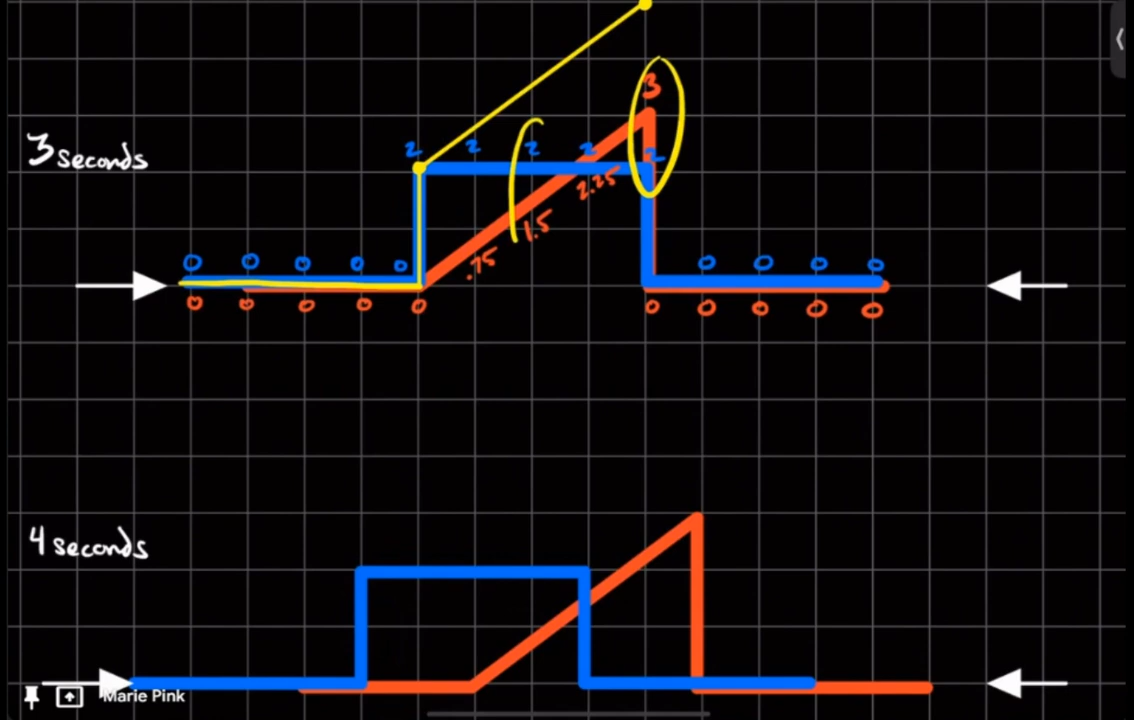 3
3 seconds
2 2 2 2 2
2.25
1.5
.75
0 0 0 0 0 0 0 0 0
0 0 0 0 0 0 0 0 0 0
4 seconds
Marie Pink